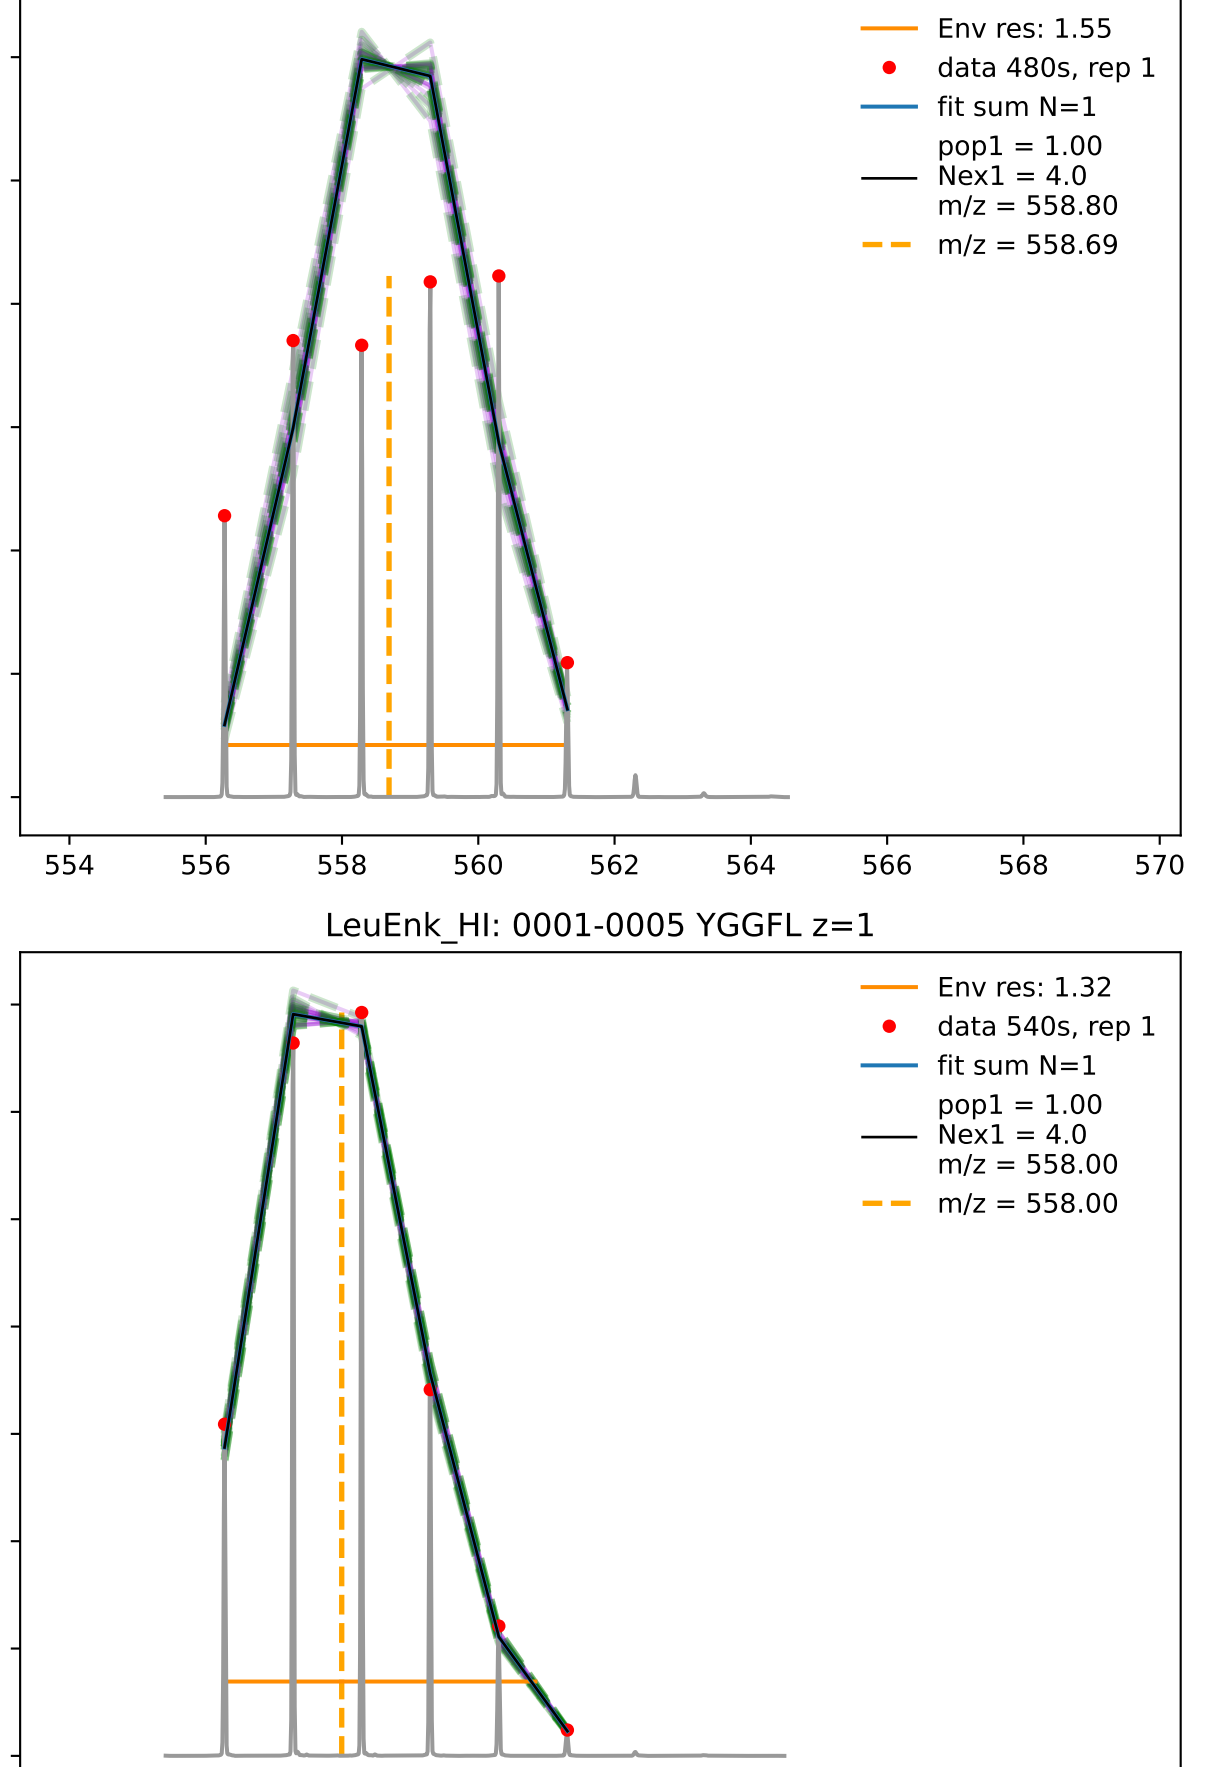 Env res: 1.55
data 480s, rep 1
fit sum N=1
pop1 = 1.00
Nex1 = 4.0
m/z = 558.80
m/z = 558.69
554 556 558 560 562 564 566 568 570
LeuEnk_HI: 0001-0005 YGGFL z=1
Env res: 1.32
data 540s, rep 1
fit sum N=1
pop1 = 1.00
Nex1 = 4.0
m/z = 558.00
m/z = 558.00